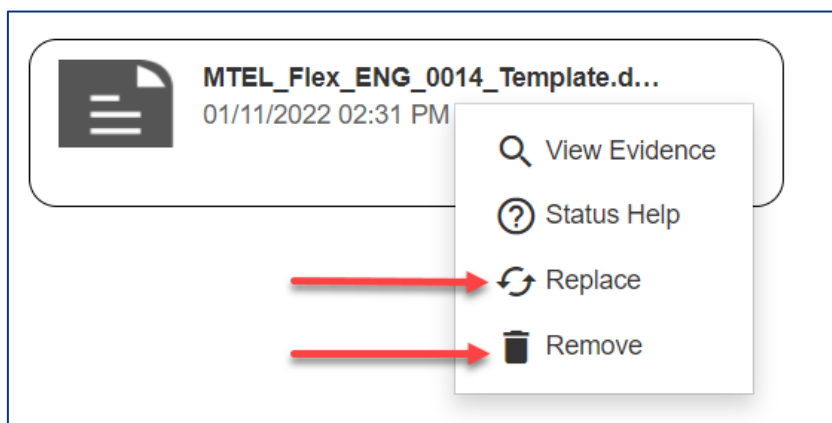 MTEL_Flex_ENG_0014_Template.d...
01/11/2022 02:31 PM
View Evidence
Status Help
Replace
Remove